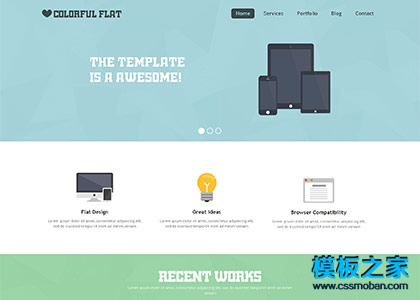 COLORFUL FLAT
Home Services Portfolio Blog Contact
THE TEMPLATE
IS A AWESOME!
Flat Design Great Ideas Browser Compatibility
RECENT WORKS
模板之家
www.cssmoban.com